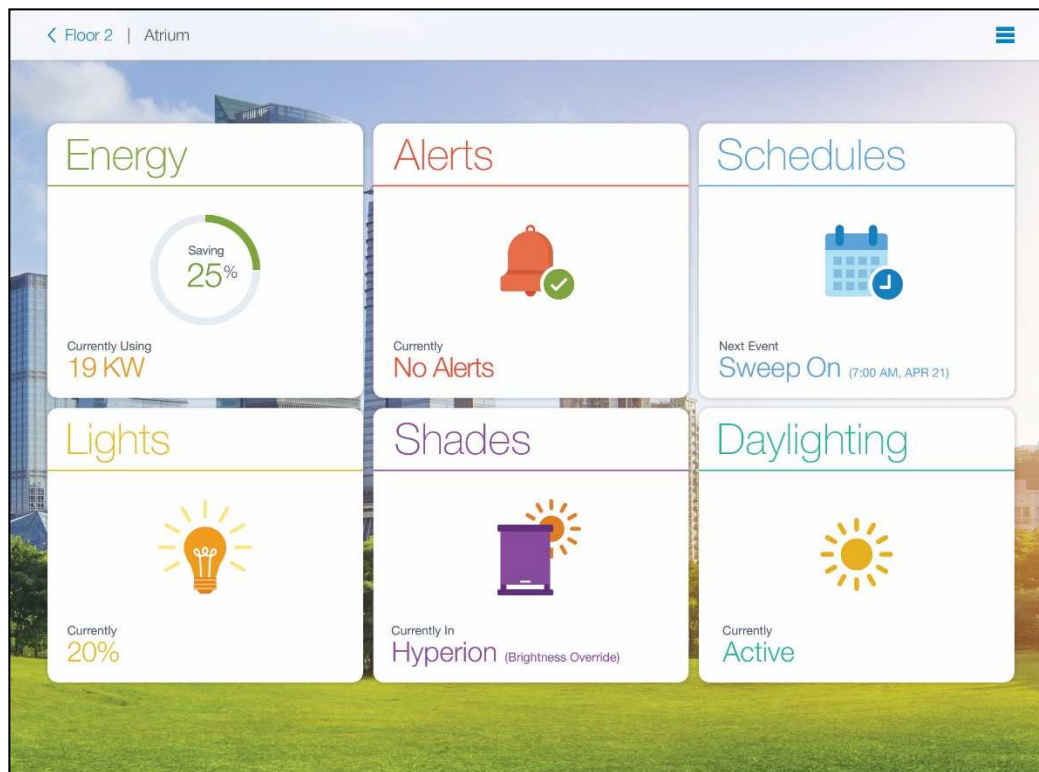 Floor 2 | Atrium
Energy
Saving
25%
Currently Using
19 KW
Alerts
Currently
No Alerts
Schedules
Next Event
Sweep On (7:00 AM, APR 21)
Lights
Currently
20%
Shades
Currently In
Hyperion (Brightness Override)
Daylighting
Currently
Active